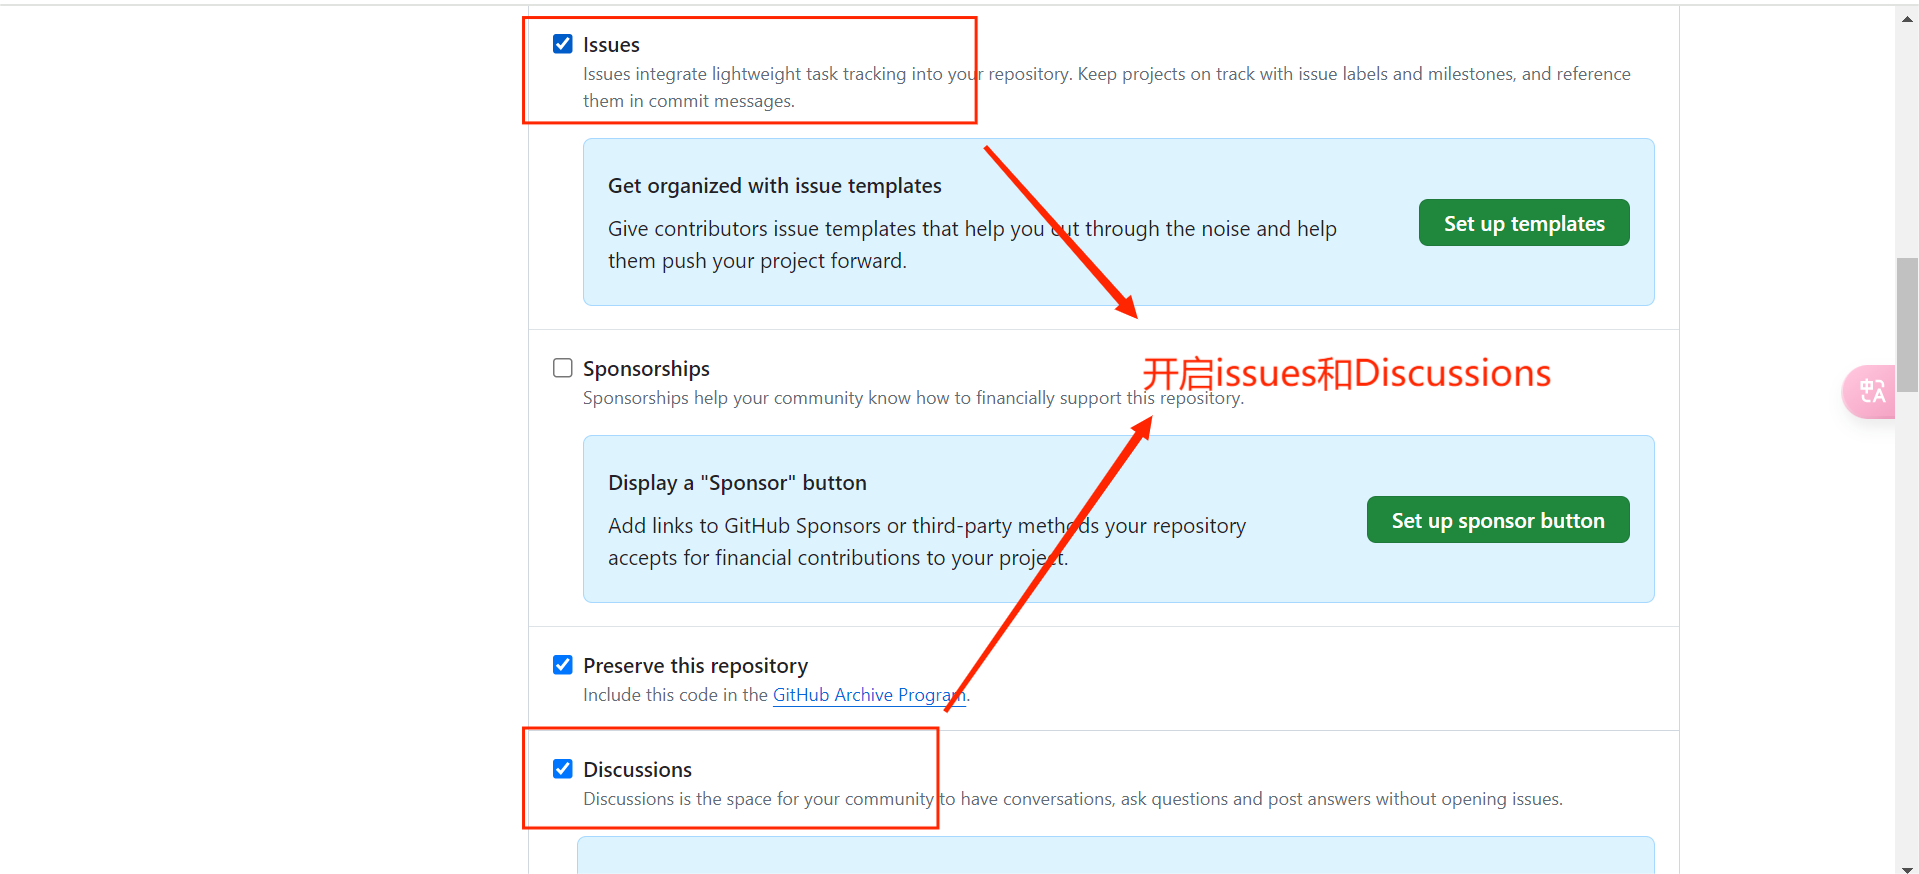 Issues
Issues integrate lightweight task tracking into your repository. Keep projects on track with issue labels and milestones, and reference
them in commit messages.
Get organized with issue templates
Give contributors issue templates that help you cut through the noise and help
them push your project forward.
Set up templates
Sponsorships
开启issues和Discussions
Sponsorships help your community know how to financially support this repository.
中A
Display a "Sponsor" button
Add links to GitHub Sponsors or third-party methods your repository
accepts for financial contributions to your project.
Set up sponsor button
Preserve this repository
Include this code in the GitHub Archive Program.
Discussions
Discussions is the space for your community to have conversations, ask questions and post answers without opening issues.